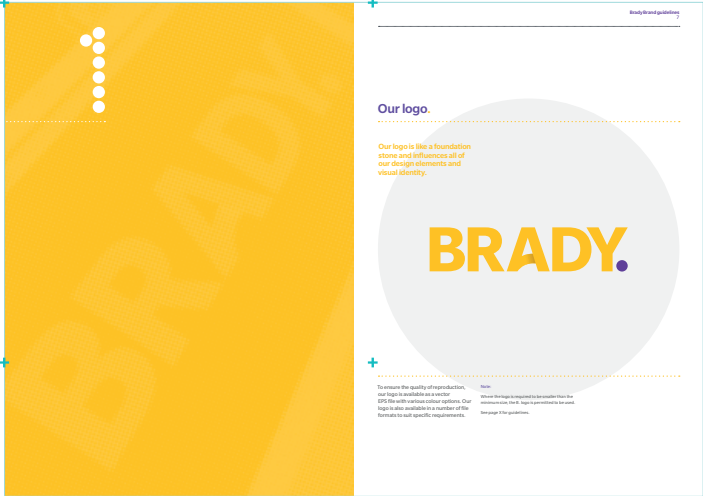 1
BRADY.
Brady Brand guidelines
7
Our logo.
Our logo is like a foundation
stone and influences all of
our design elements and
visual identity.
BRADY.
To ensure the quality of reproduction,
our logo is available as a vector
EPS file with various colour options. Our
logo is also available in a number of file
formats to suit specific requirements.
Note:
Where the logo is required to be smaller than the
minimum size, the B. logo is permitted to be used.
See page 9 for guidelines.